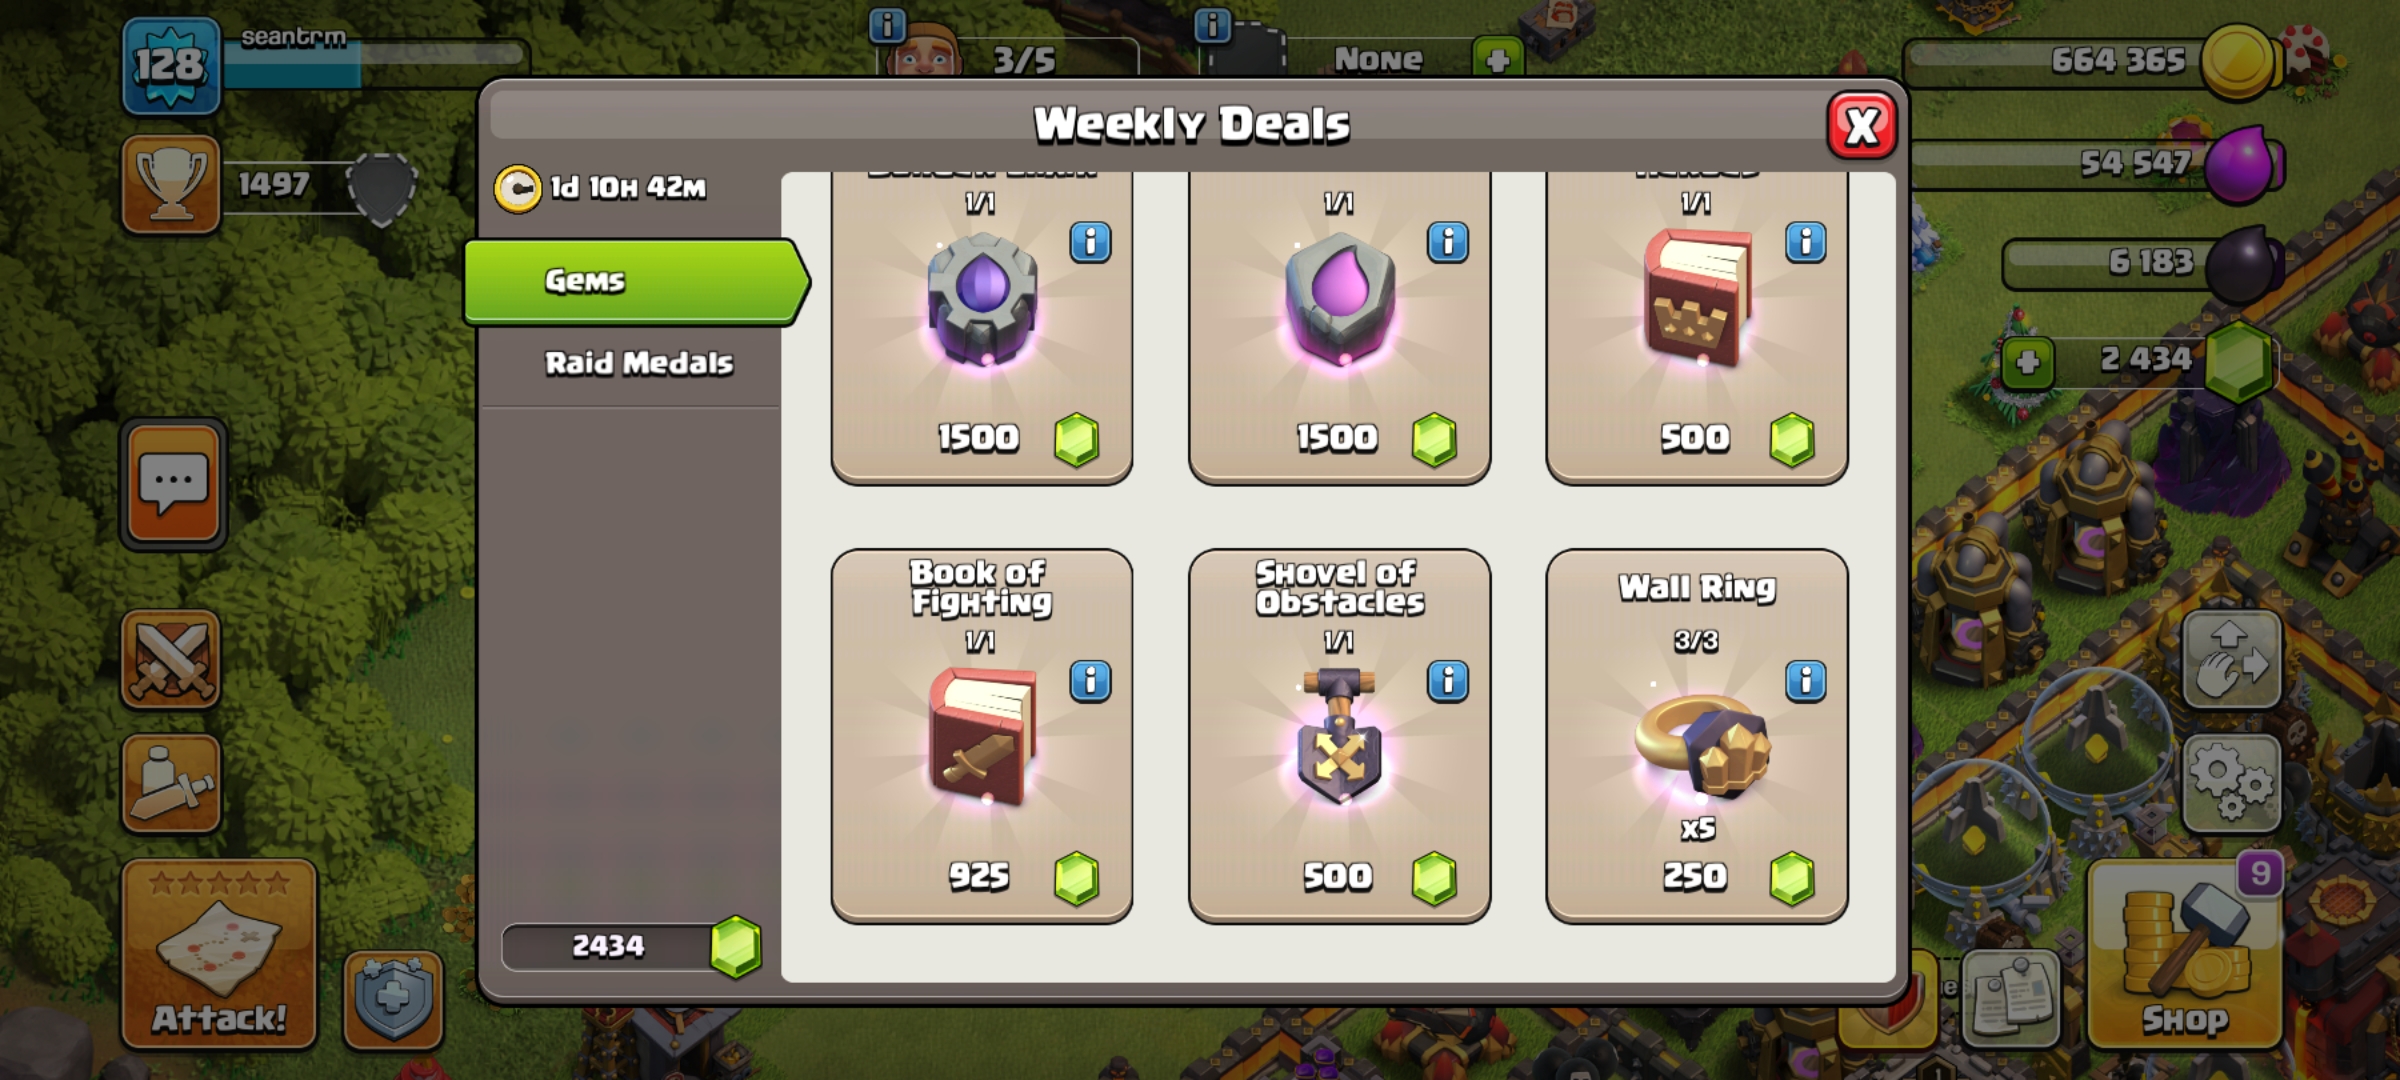 seantrm
128
3/5
None
664 365
Weekly Deals
X
1497
1d 10h 42m
54 547
Gems
Raid Medals
6 183
2 434
1/1
1500
1/1
1500
1/1
500
Book of
Fighting
1/1
925
Shovel of
Obstacles
1/1
500
Wall Ring
3/3
x5
250
2434
Attack!
9
Shop